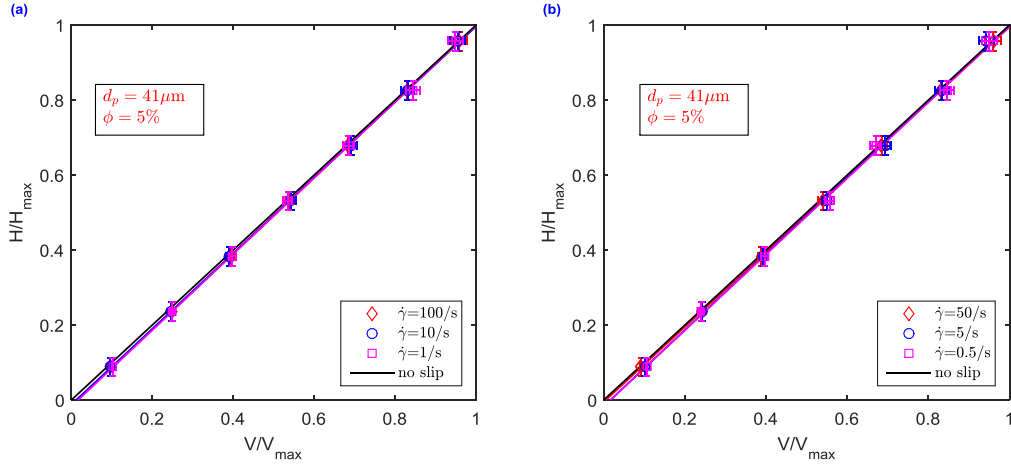 (a)
1
0.8
0.6
0.4
0.2
0
H/H_max
d_p = 41μm
ϕ = 5%
γ̇=100/s
γ̇=10/s
γ̇=1/s
no slip
0 0.2 0.4 0.6 0.8 1
V/V_max
(b)
1
0.8
0.6
0.4
0.2
0
H/H_max
d_p = 41μm
ϕ = 5%
γ̇=50/s
γ̇=5/s
γ̇=0.5/s
no slip
0 0.2 0.4 0.6 0.8 1
V/V_max